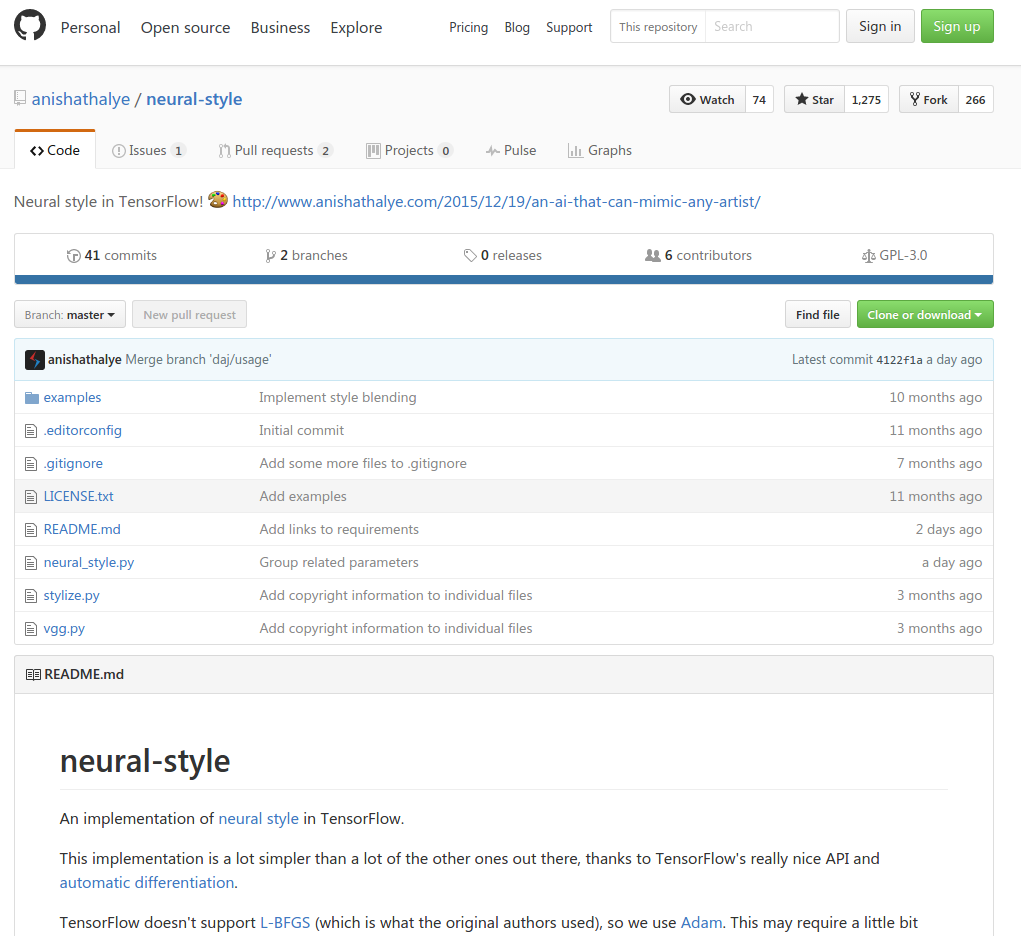 Personal Open source Business Explore Pricing Blog Support This repository Search Sign in Sign up
anishathalye / neural-style Watch 74 Star 1,275 Fork 266
Code Issues 1 Pull requests 2 Projects 0 Pulse Graphs
Neural style in TensorFlow! http://www.anishathalye.com/2015/12/19/an-ai-that-can-mimic-any-artist/
41 commits 2 branches 0 releases 6 contributors GPL-3.0
Branch: master New pull request Find file Clone or download
anishathalye Merge branch 'daj/usage' Latest commit 4122f1a a day ago
examples Implement style blending 10 months ago
.editorconfig Initial commit 11 months ago
.gitignore Add some more files to .gitignore 7 months ago
LICENSE.txt Add examples 11 months ago
README.md Add links to requirements 2 days ago
neural_style.py Group related parameters a day ago
stylize.py Add copyright information to individual files 3 months ago
vgg.py Add copyright information to individual files 3 months ago
README.md
neural-style
An implementation of neural style in TensorFlow.
This implementation is a lot simpler than a lot of the other ones out there, thanks to TensorFlow's really nice API and
automatic differentiation.
TensorFlow doesn't support L-BFGS (which is what the original authors used), so we use Adam. This may require a little bit